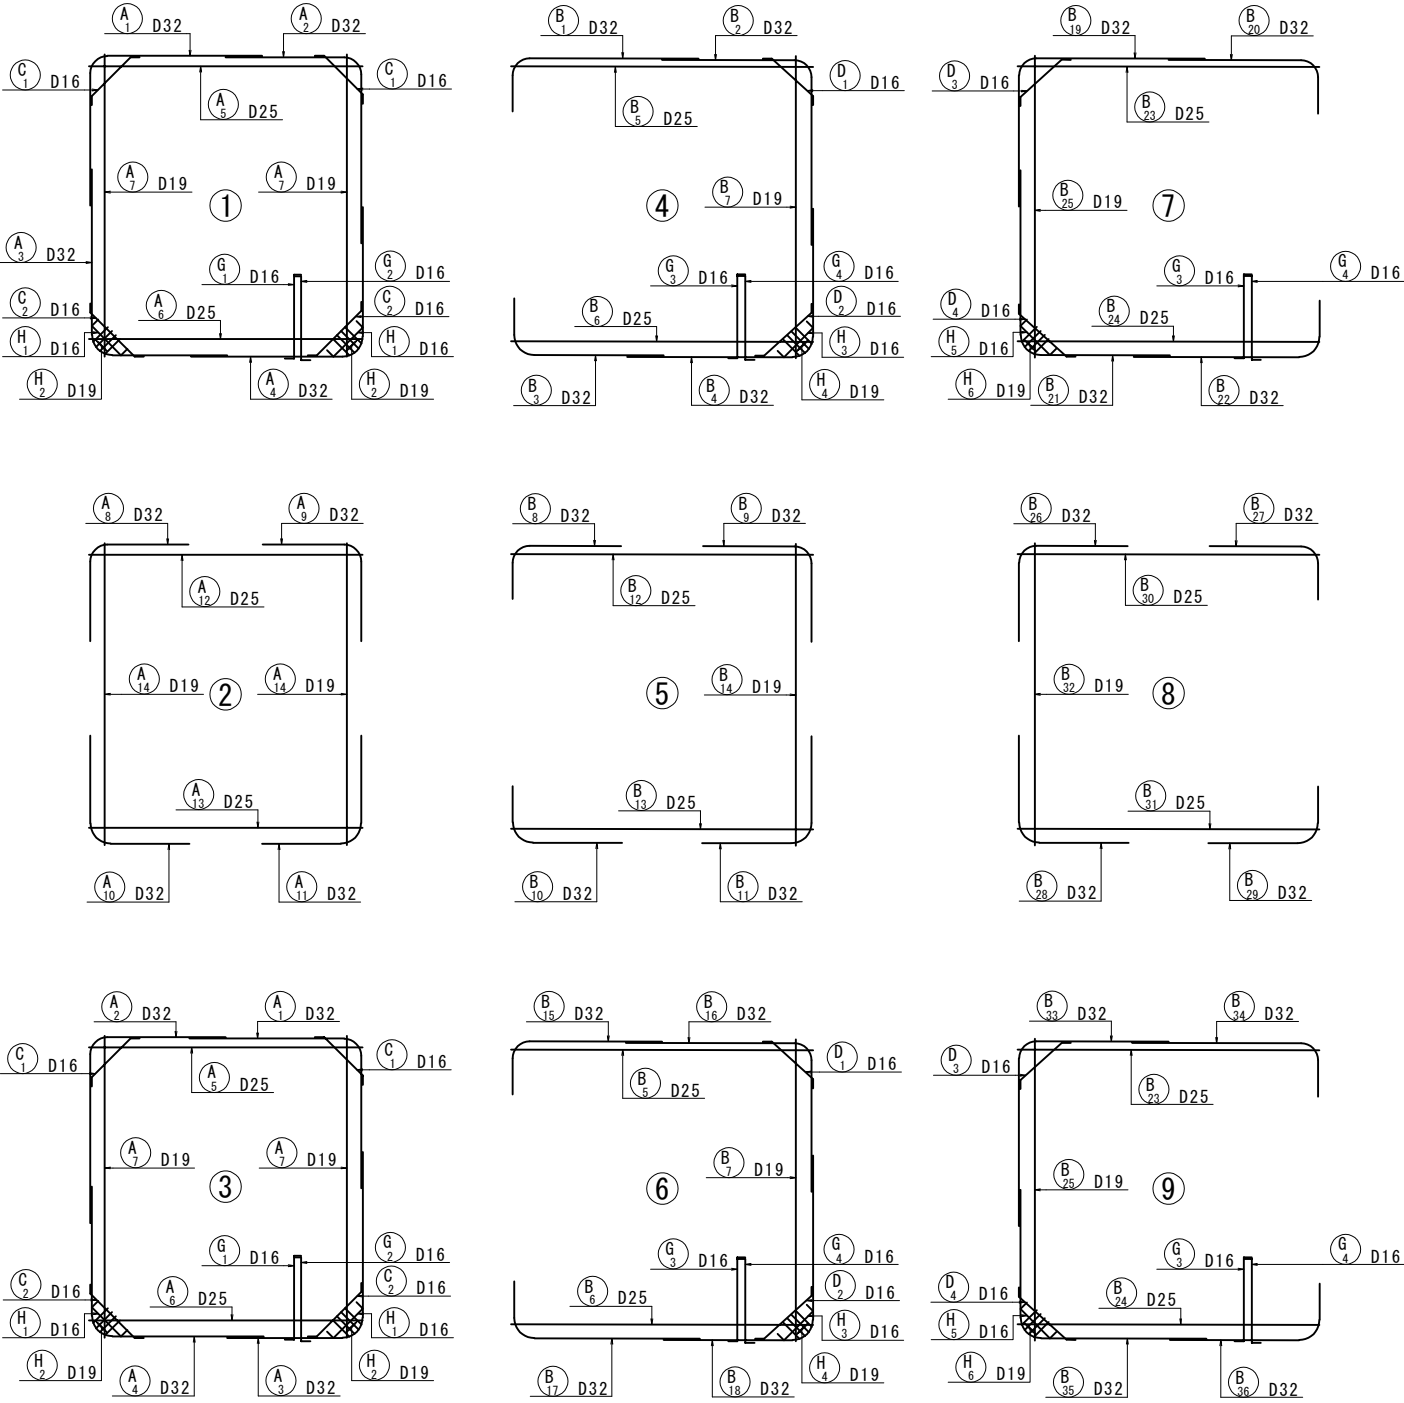 A1 D32
A2 D32
C1 D16
C1 D16
A5 D25
A7 D19
A7 D19
①
A3 D32
G1 D16
G2 D16
C2 D16
A6 D25
C2 D16
H1 D16
H1 D16
H2 D19
A4 D32
H2 D19
B1 D32
B2 D32
D1 D16
B5 D25
B7 D19
④
G3 D16
G4 D16
B6 D25
D2 D16
H3 D16
B3 D32
B4 D32
H4 D19
B19 D32
B20 D32
D3 D16
B23 D25
B25 D19
⑦
G3 D16
G4 D16
D4 D16
B24 D25
H5 D16
H6 D19
B21 D32
B22 D32
A8 D32
A9 D32
A12 D25
A14 D19
A14 D19
②
A13 D25
A10 D32
A11 D32
B8 D32
B9 D32
B12 D25
B14 D19
⑤
B13 D25
B10 D32
B11 D32
B26 D32
B27 D32
B30 D25
B32 D19
⑧
B31 D25
B28 D32
B29 D32
A2 D32
A1 D32
C1 D16
C1 D16
A5 D25
A7 D19
A7 D19
③
G1 D16
G2 D16
C2 D16
A6 D25
C2 D16
H1 D16
H1 D16
H2 D19
A4 D32
A3 D32
H2 D19
B15 D32
B16 D32
D1 D16
B5 D25
B7 D19
⑥
G3 D16
G4 D16
B6 D25
D2 D16
H3 D16
B17 D32
B18 D32
H4 D19
B33 D32
B34 D32
D3 D16
B23 D25
B25 D19
⑨
G3 D16
G4 D16
D4 D16
B24 D25
H5 D16
H6 D19
B35 D32
B36 D32